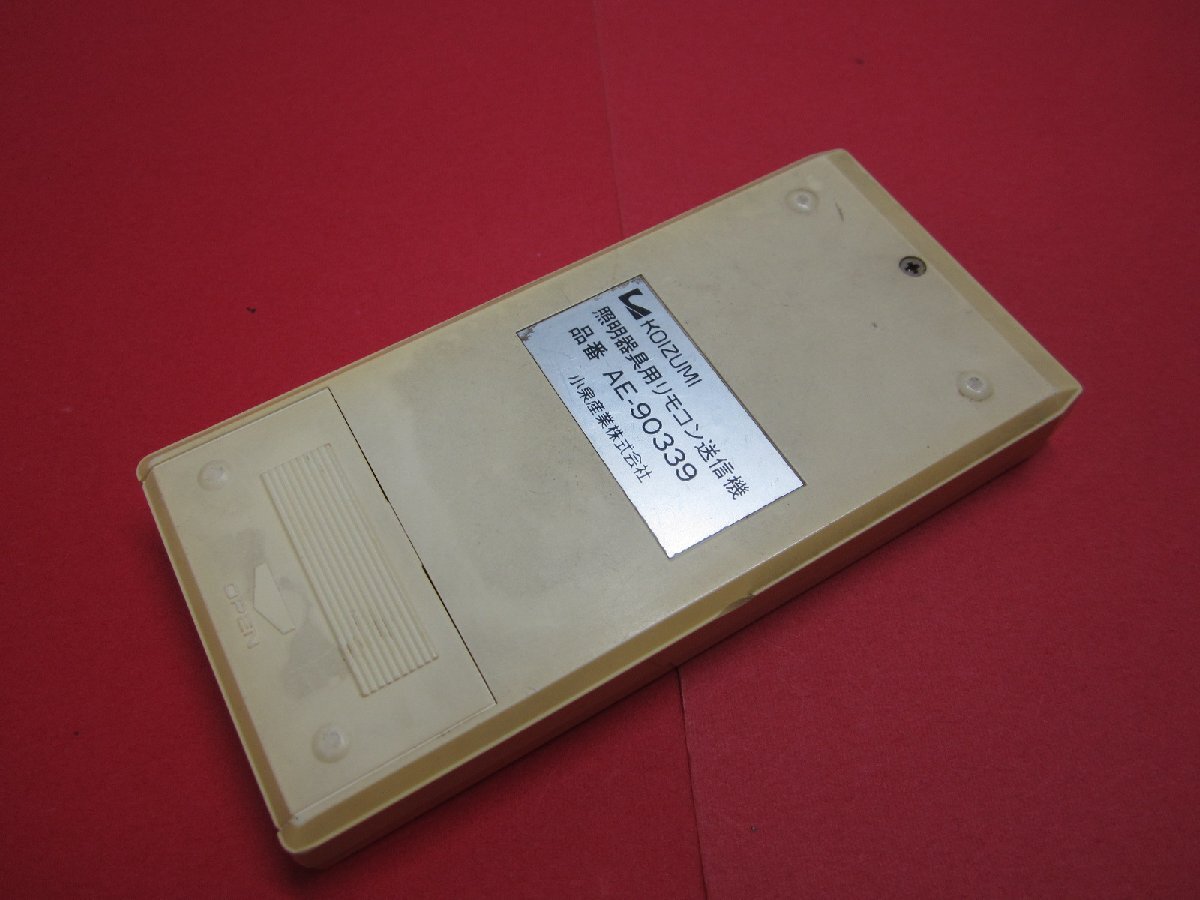 KOIZUMI
照明器具用リモコン送信機
品番 AE-90339
小泉産業株式会社
OPEN